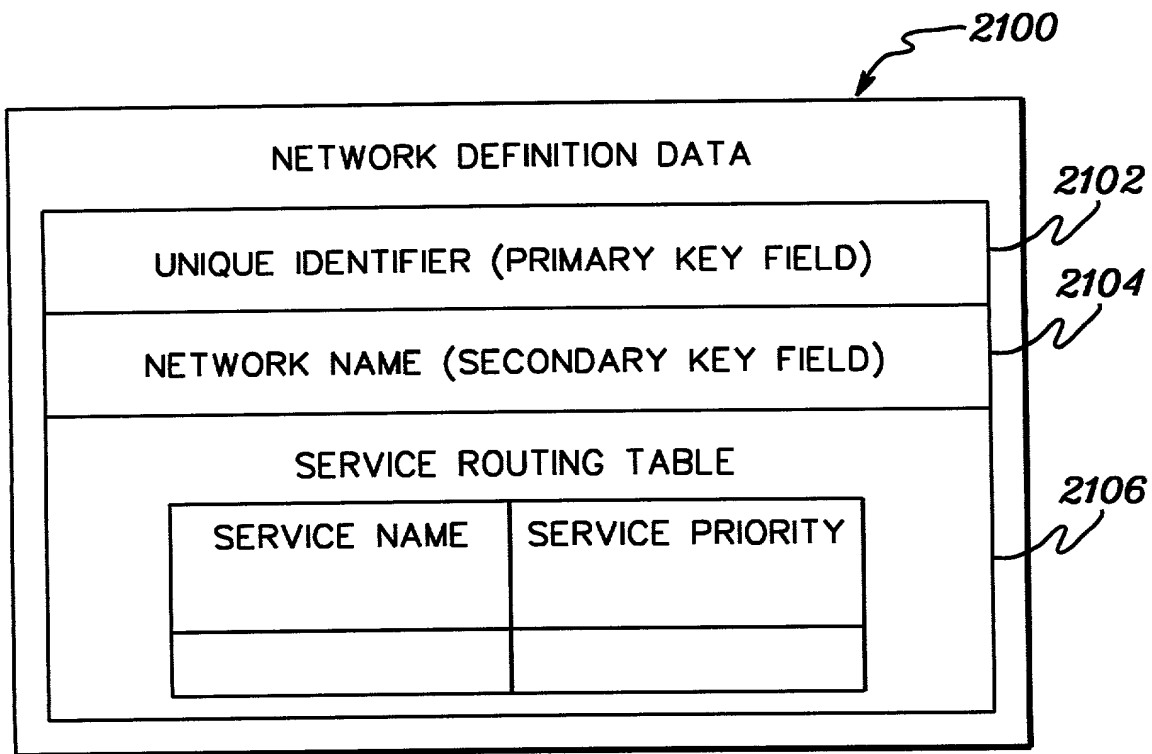 2100
NETWORK DEFINITION DATA
2102
UNIQUE IDENTIFIER (PRIMARY KEY FIELD)
2104
NETWORK NAME (SECONDARY KEY FIELD)
SERVICE ROUTING TABLE
2106
SERVICE NAME SERVICE PRIORITY